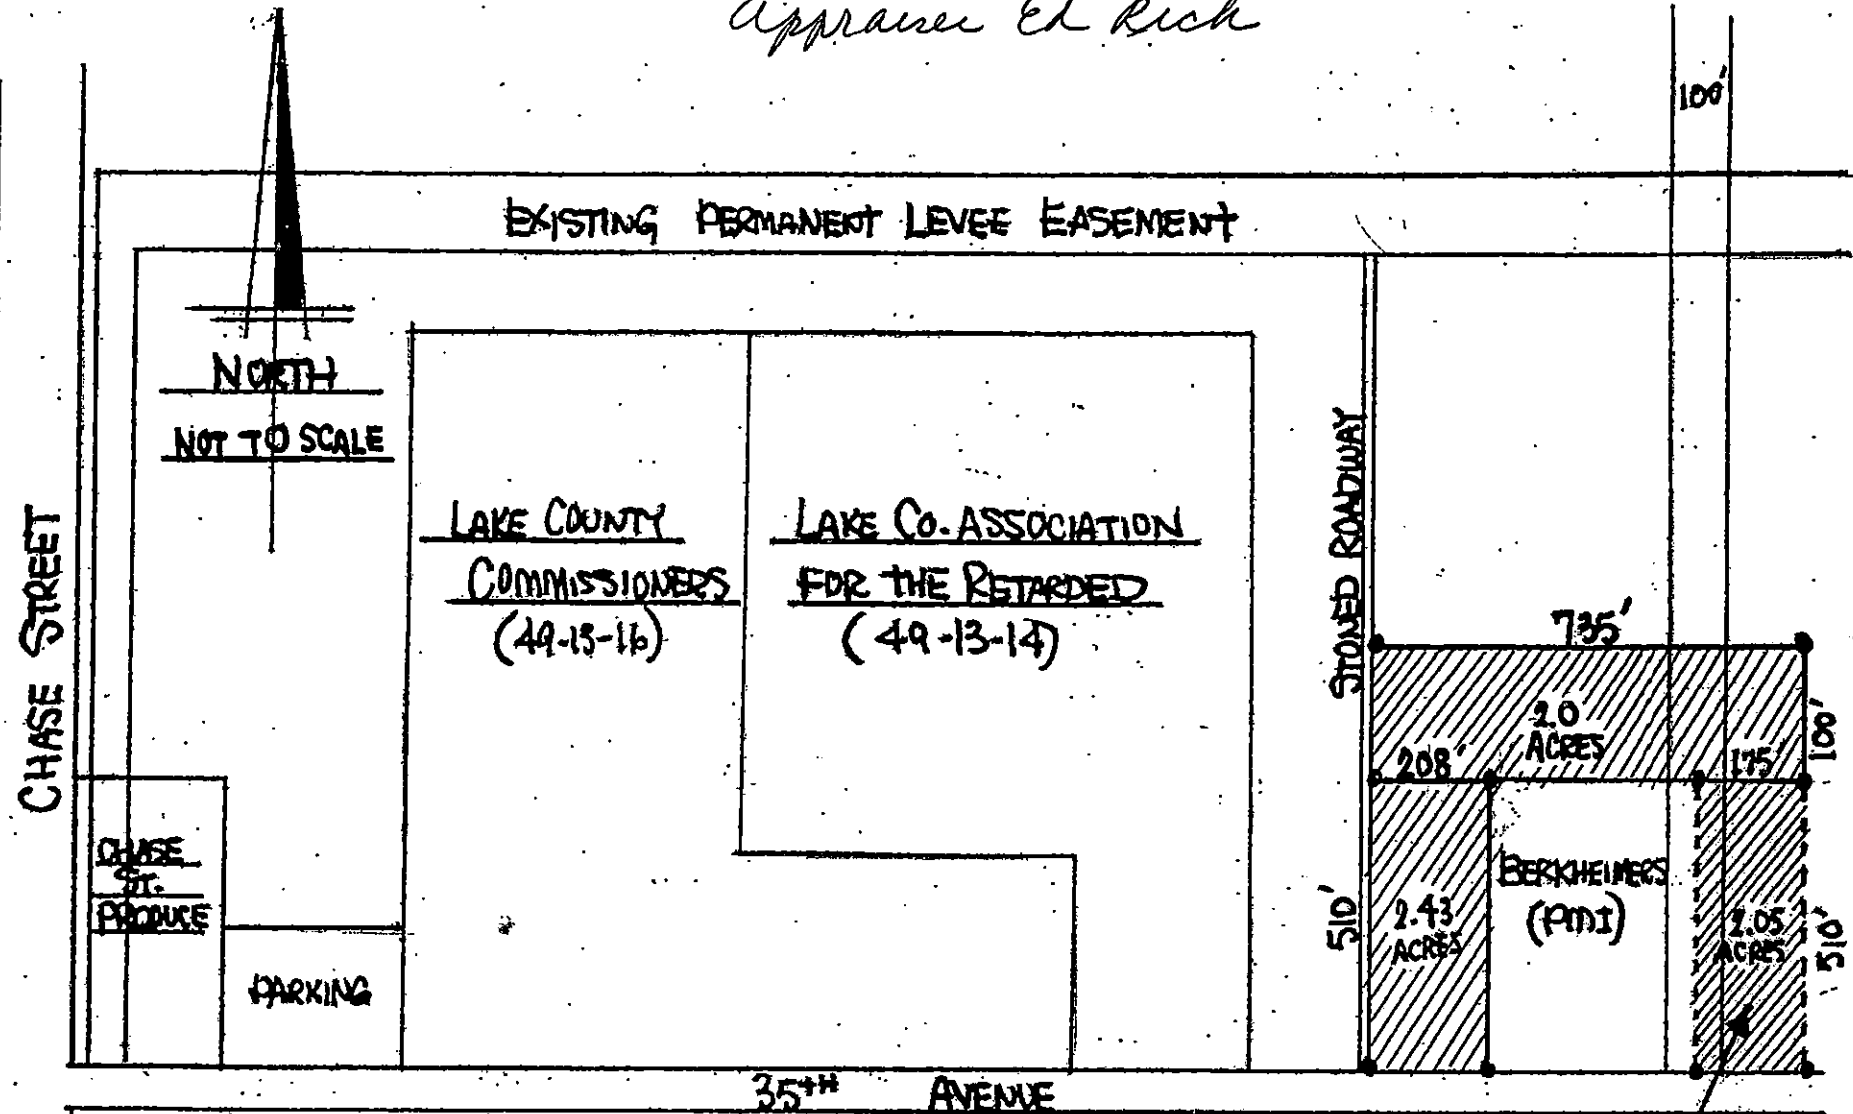 Appraiser Ed Rich
100'
EXISTING PERMANENT LEVEE EASEMENT
NORTH
NOT TO SCALE
CHASE STREET
LAKE COUNTY
COMMISSIONERS
(49-13-16)
LAKE CO. ASSOCIATION
FOR THE RETARDED
(49-13-14)
STONED ROADWAY
735'
2.0
ACRES
100'
208'
175'
CHASE
ST.
PRODUCE
PARKING
510'
2.43
ACRES
BERKHEIMERS
(PMI)
2.05
ACRES
510'
35TH AVENUE